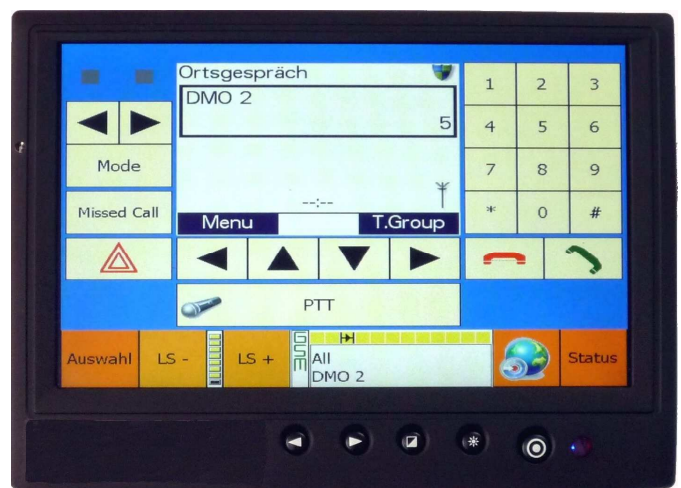 Ortsgespräch
DMO 2
5
--:--
Menu
T.Group
Mode
Missed Call
1 2 3
4 5 6
7 8 9
* 0 #
PTT
Auswahl
LS -
LS +
GSM
All
DMO 2
Status